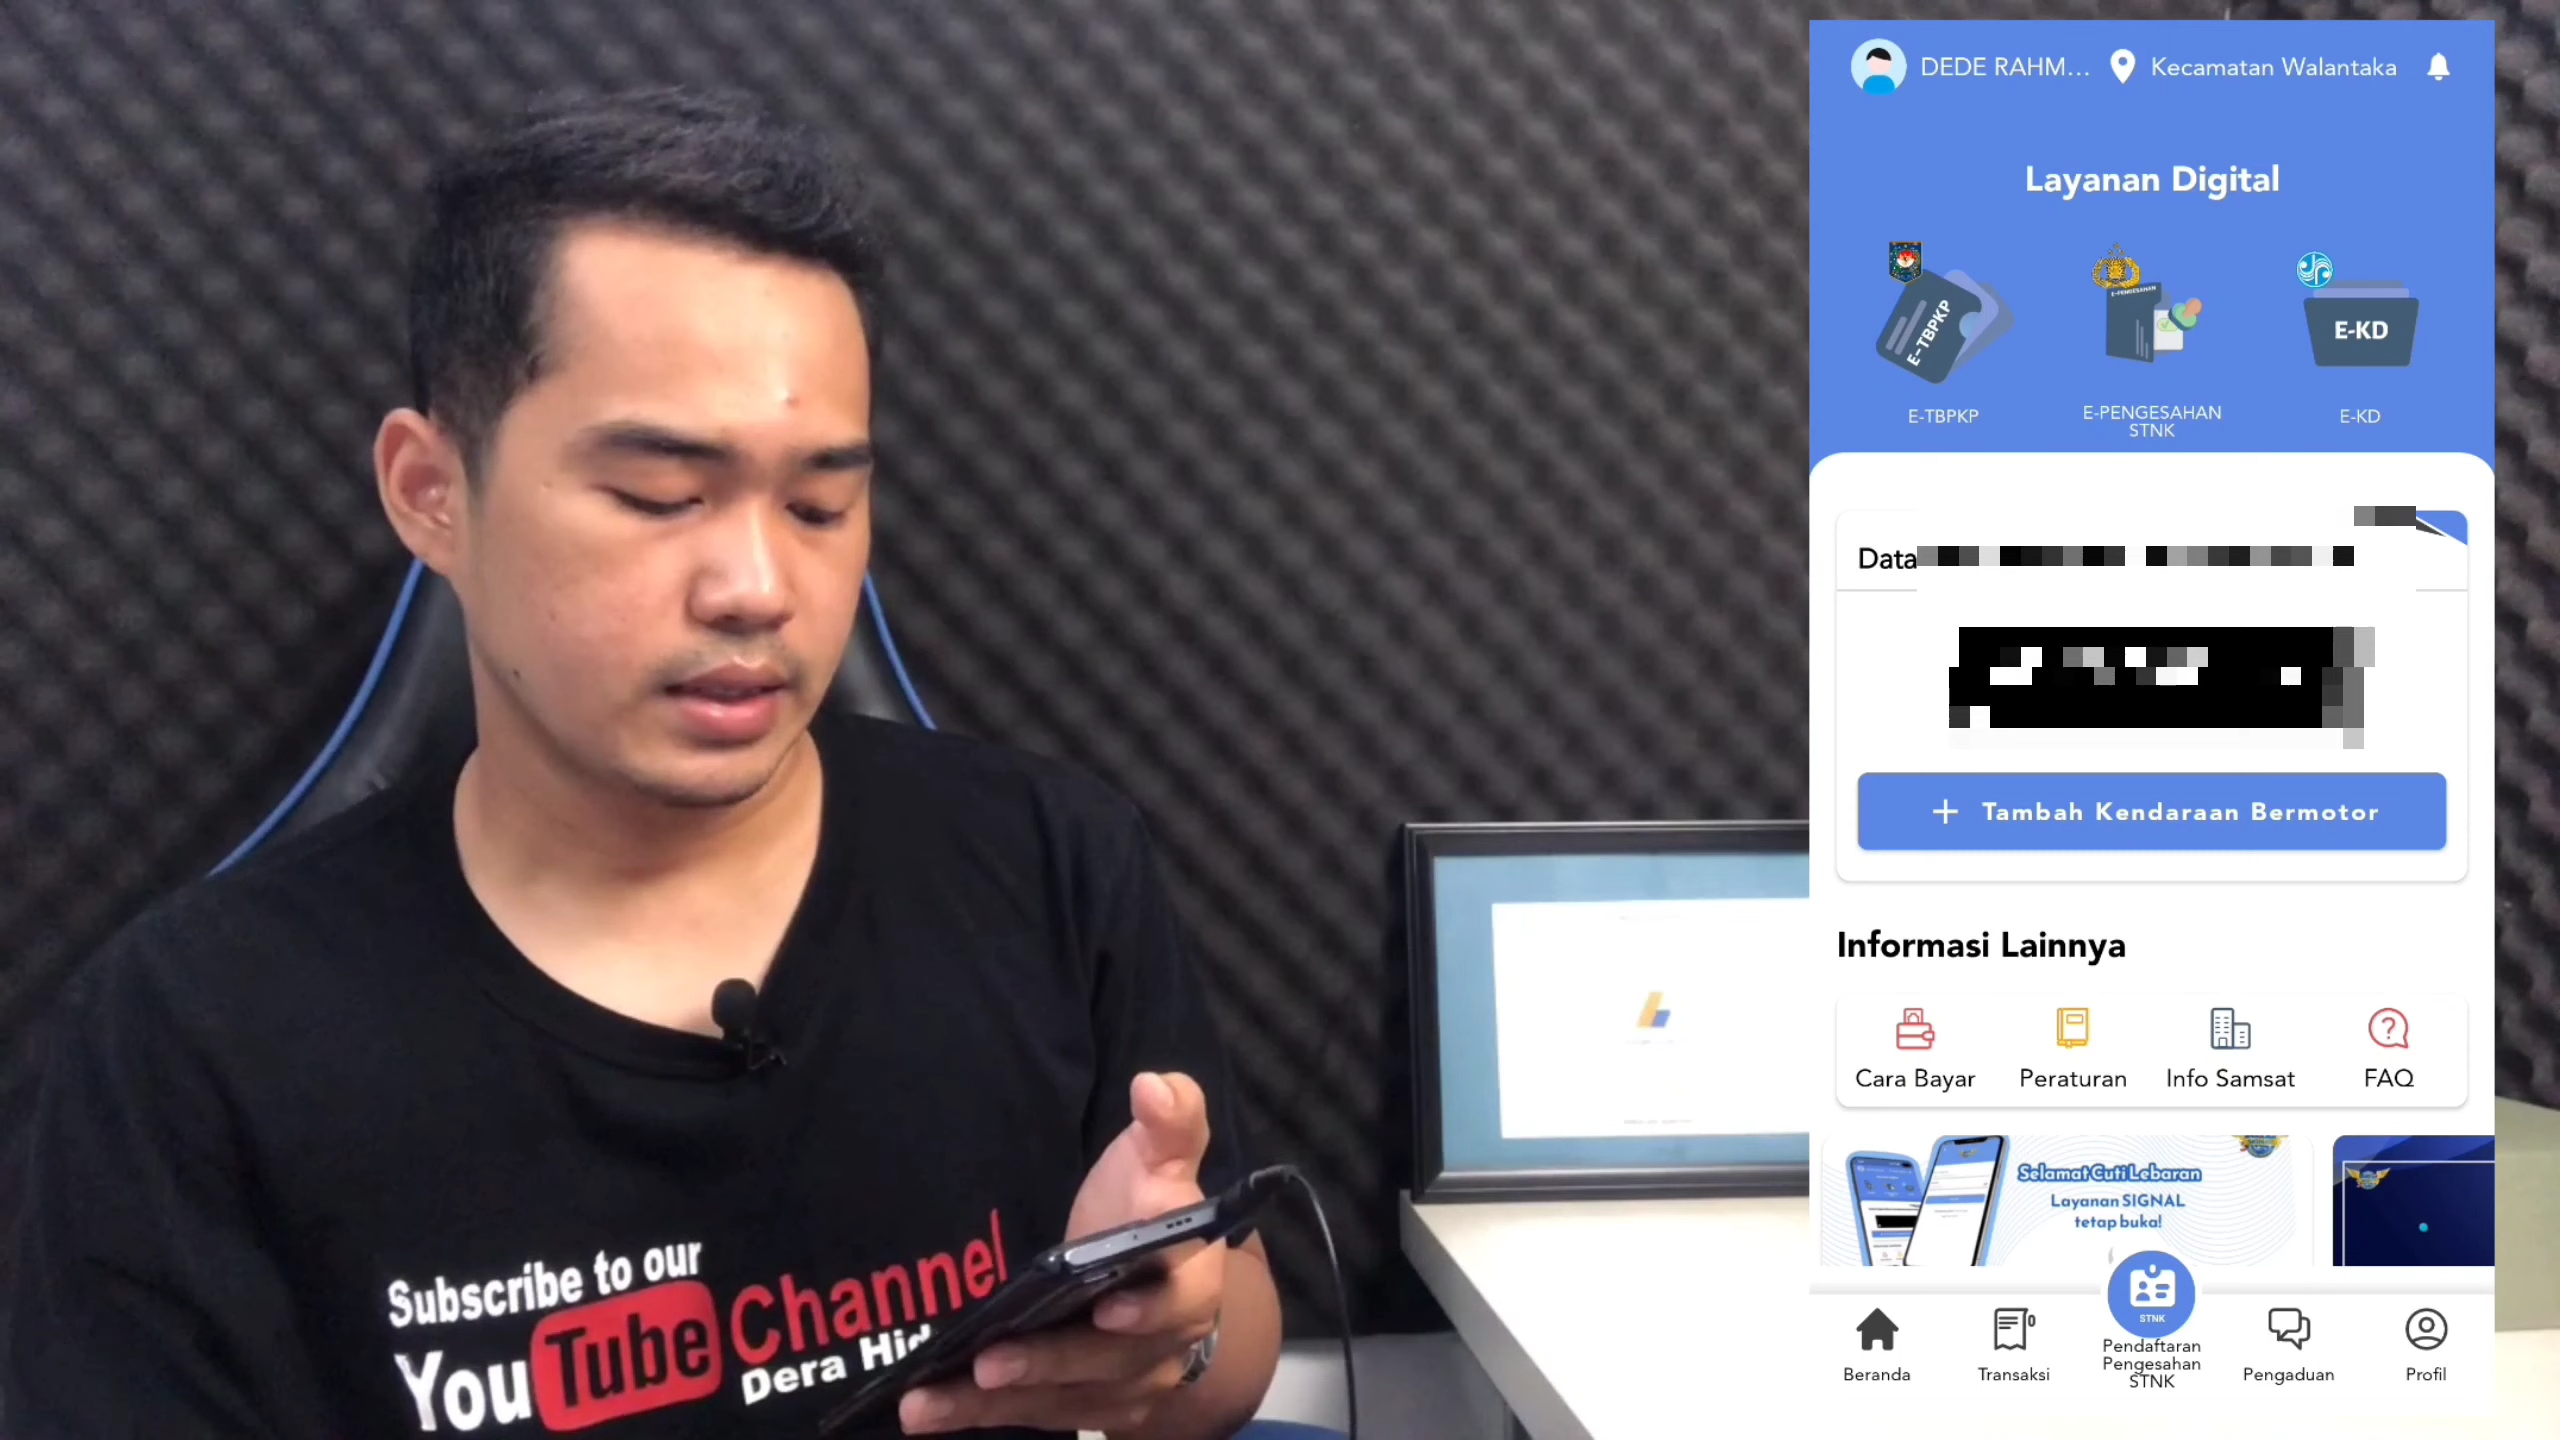 DEDE RAHM...
Kecamatan Walantaka
Layanan Digital
E-TBPKP
E-PENGESAHAN
E-KD
E-TBPKP
E-PENGESAHAN
STNK
E-KD
Data
+ Tambah Kendaraan Bermotor
Informasi Lainnya
Cara Bayar
Peraturan
Info Samsat
FAQ
Selamat Cuti Lebaran
Layanan SIGNAL
tetap buka!
STNK
Beranda
Transaksi
Pendaftaran
Pengesahan
STNK
Pengaduan
Profil
Subscribe to our
YouTube Channel
Dera